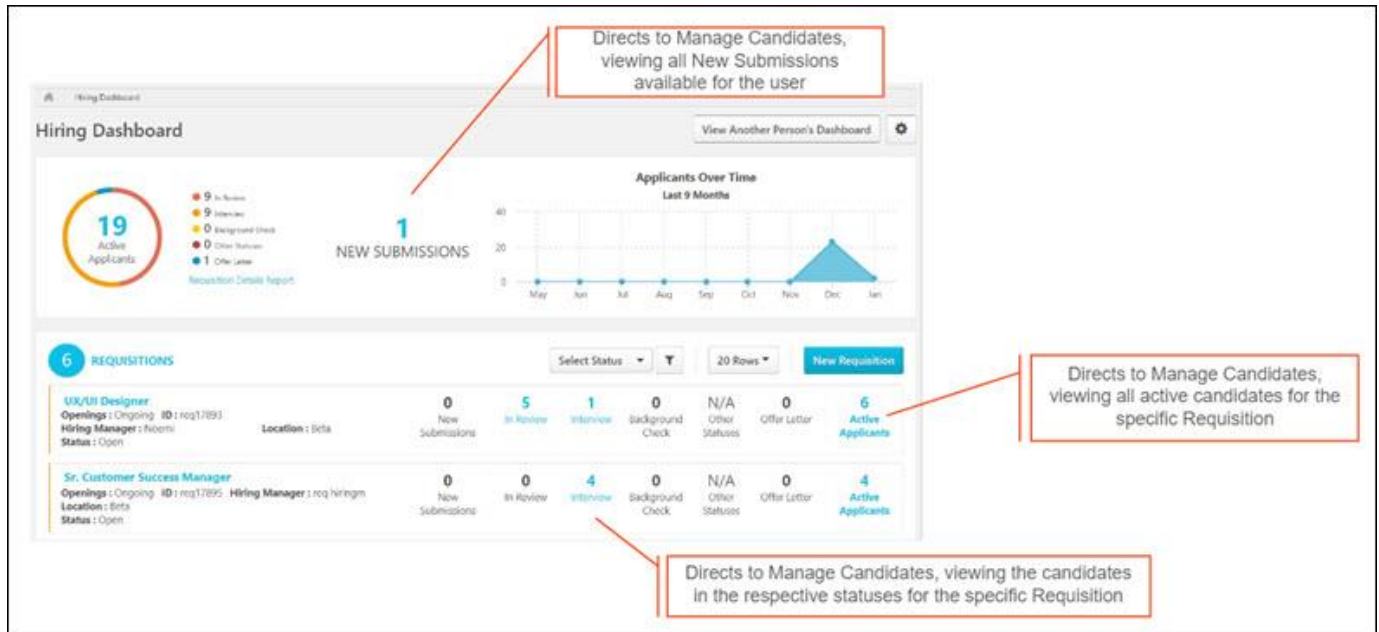 Directs to Manage Candidates,
viewing all New Submissions
available for the user
Hiring Dashboard
Hiring Dashboard
View Another Person's Dashboard
19
Active
Applicants
9 In Review
9 Interview
0 Background Check
0 Other Statuses
1 Offer Letter
Requisition Details Report
1
NEW SUBMISSIONS
Applicants Over Time
Last 9 Months
40
20
0
May Jun Jul Aug Sep Oct Nov Dec Jan
6 REQUISITIONS
Select Status
20 Rows
New Requisition
Directs to Manage Candidates,
viewing all active candidates for the
specific Requisition
UX/UI Designer
Openings : Ongoing ID : req17893
Hiring Manager : Noemi Location : Beta
Status : Open
0 5 1 0 N/A 0 6
New Submissions In Review Interview Background Check Other Statuses Offer Letter Active Applicants
Sr. Customer Success Manager
Openings : Ongoing ID : req17895 Hiring Manager : req hiringm
Location : Beta
Status : Open
0 0 4 0 N/A 0 4
New Submissions In Review Interview Background Check Other Statuses Offer Letter Active Applicants
Directs to Manage Candidates, viewing the candidates
in the respective statuses for the specific Requisition